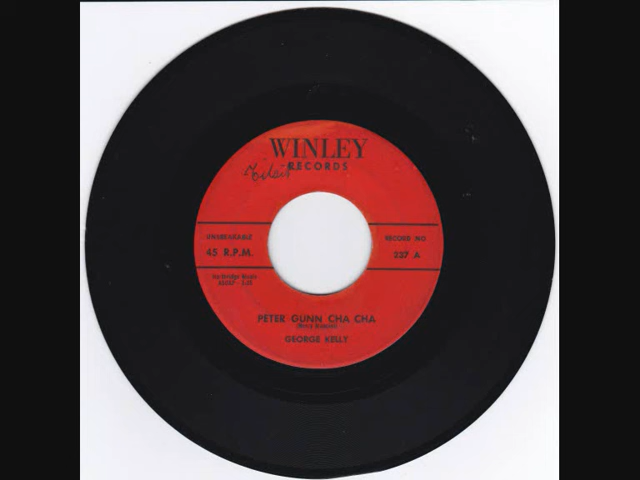 WINLEY
RECORDS
UNBREAKABLE
45 R.P.M.
RECORD NO
237 A
PETER GUNN CHA CHA
GEORGE KELLY